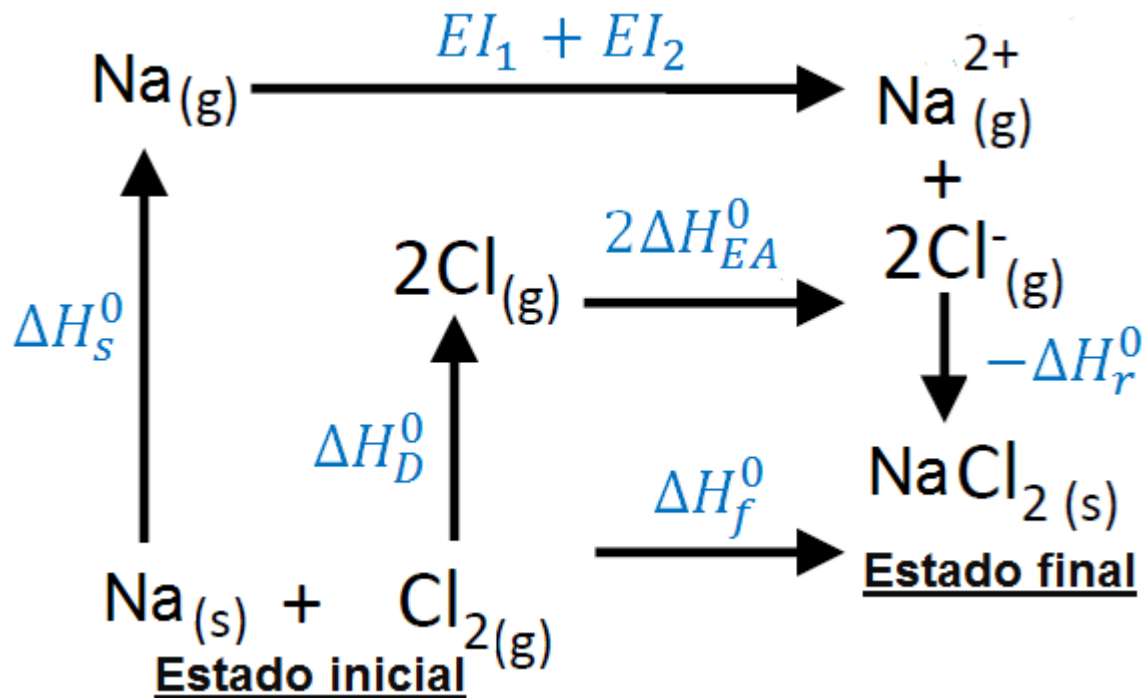 EI₁ + EI₂
Na(g)
Na²⁺(g)
+
2ΔH⁰EA
2Cl(g)
2Cl⁻(g)
ΔH⁰s
−ΔH⁰r
ΔH⁰D
ΔH⁰f
NaCl₂ (s)
Estado final
Na(s) + Cl₂(g)
Estado inicial